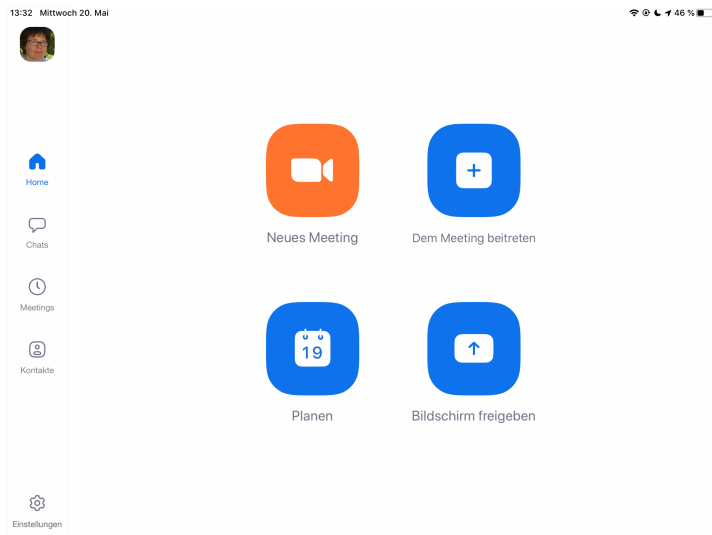 13:32 Mittwoch 20. Mai
46 %
Home
Chats
Meetings
Kontakte
Einstellungen
Neues Meeting
Dem Meeting beitreten
19
Planen
Bildschirm freigeben